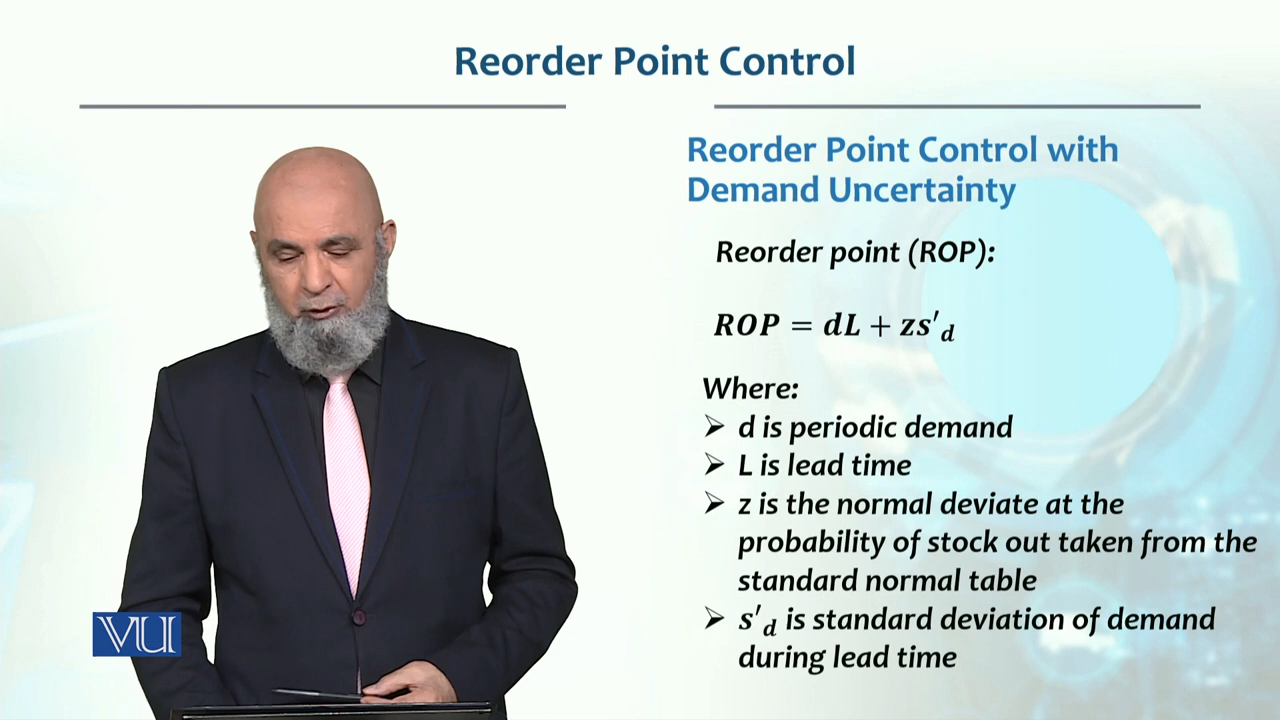 Reorder Point Control
Reorder Point Control with
Demand Uncertainty
Reorder point (ROP):
ROP = dL + zs′d
Where:
➢ d is periodic demand
➢ L is lead time
➢ z is the normal deviate at the
probability of stock out taken from the
standard normal table
➢ s′d is standard deviation of demand
during lead time
VU